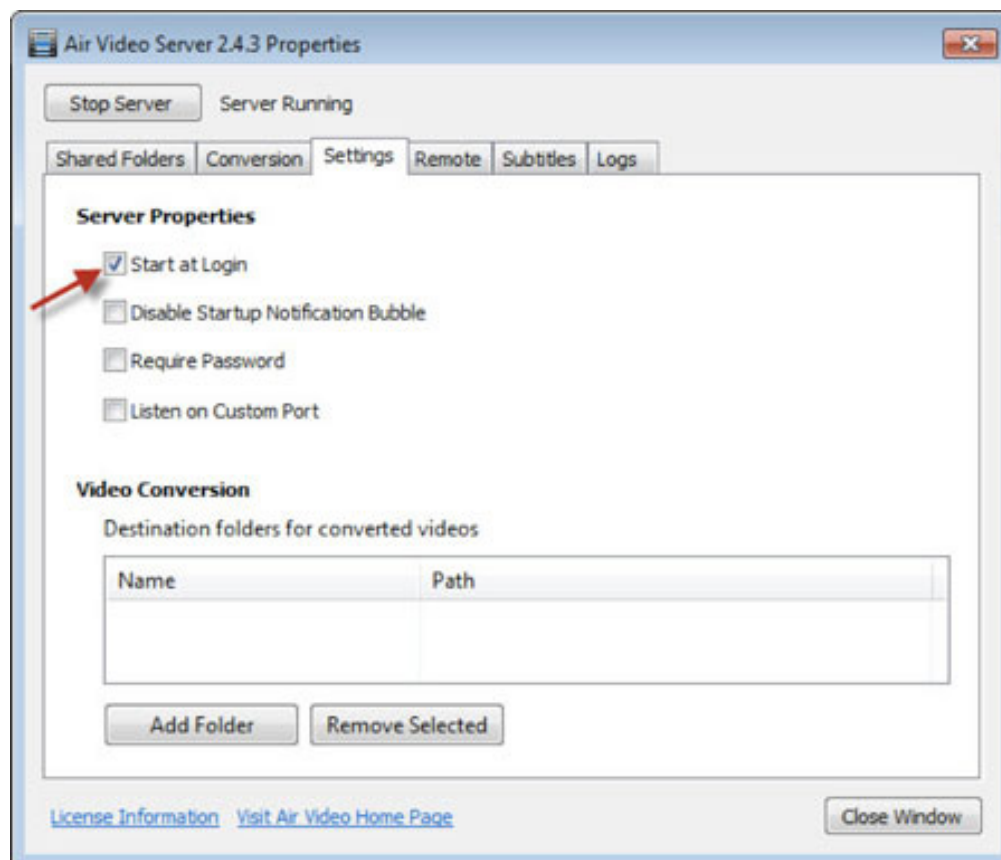 Air Video Server 2.4.3 Properties
Stop Server Server Running
Shared Folders Conversion Settings Remote Subtitles Logs
Server Properties
Start at Login
Disable Startup Notification Bubble
Require Password
Listen on Custom Port
Video Conversion
Destination folders for converted videos
Name Path
Add Folder Remove Selected
License Information Visit Air Video Home Page Close Window